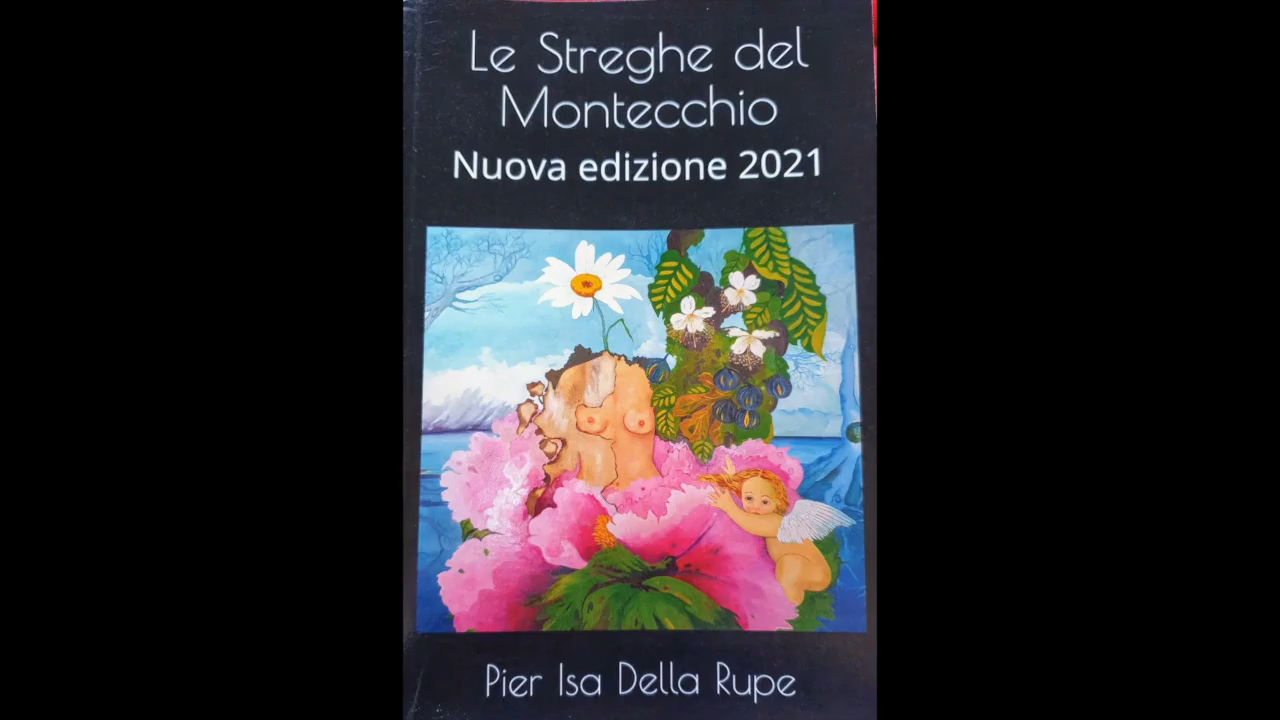 Le Streghe del
Montecchio
Nuova edizione 2021
Pier Isa Della Rupe